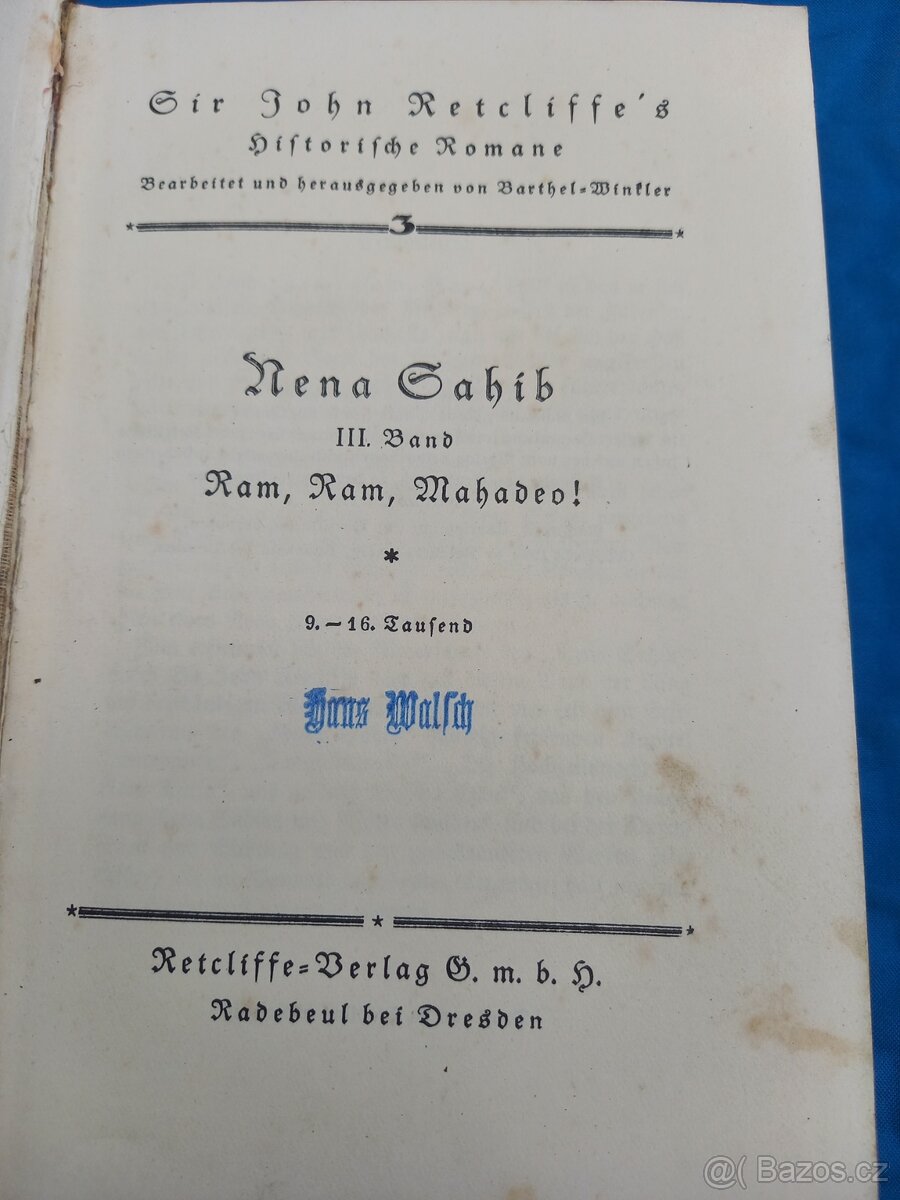 Sir John Retcliffe's
Historische Romane
Bearbeitet und herausgegeben von Barthel=Winkler
3
Nena Sahib
III. Band
Ram, Ram, Mahadeo!
*
9.–16. Tausend
Hans Walsch
Retcliffe=Verlag G. m. b. H.
Radebeul bei Dresden
@( Bazos.cz